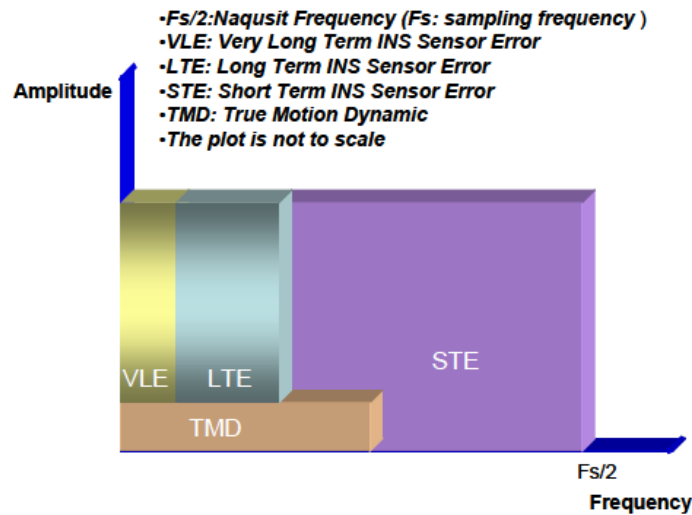 •Fs/2:Naqusit Frequency (Fs: sampling frequency )
•VLE: Very Long Term INS Sensor Error
•LTE: Long Term INS Sensor Error
•STE: Short Term INS Sensor Error
•TMD: True Motion Dynamic
•The plot is not to scale
Amplitude
VLE
LTE
STE
TMD
Fs/2
Frequency